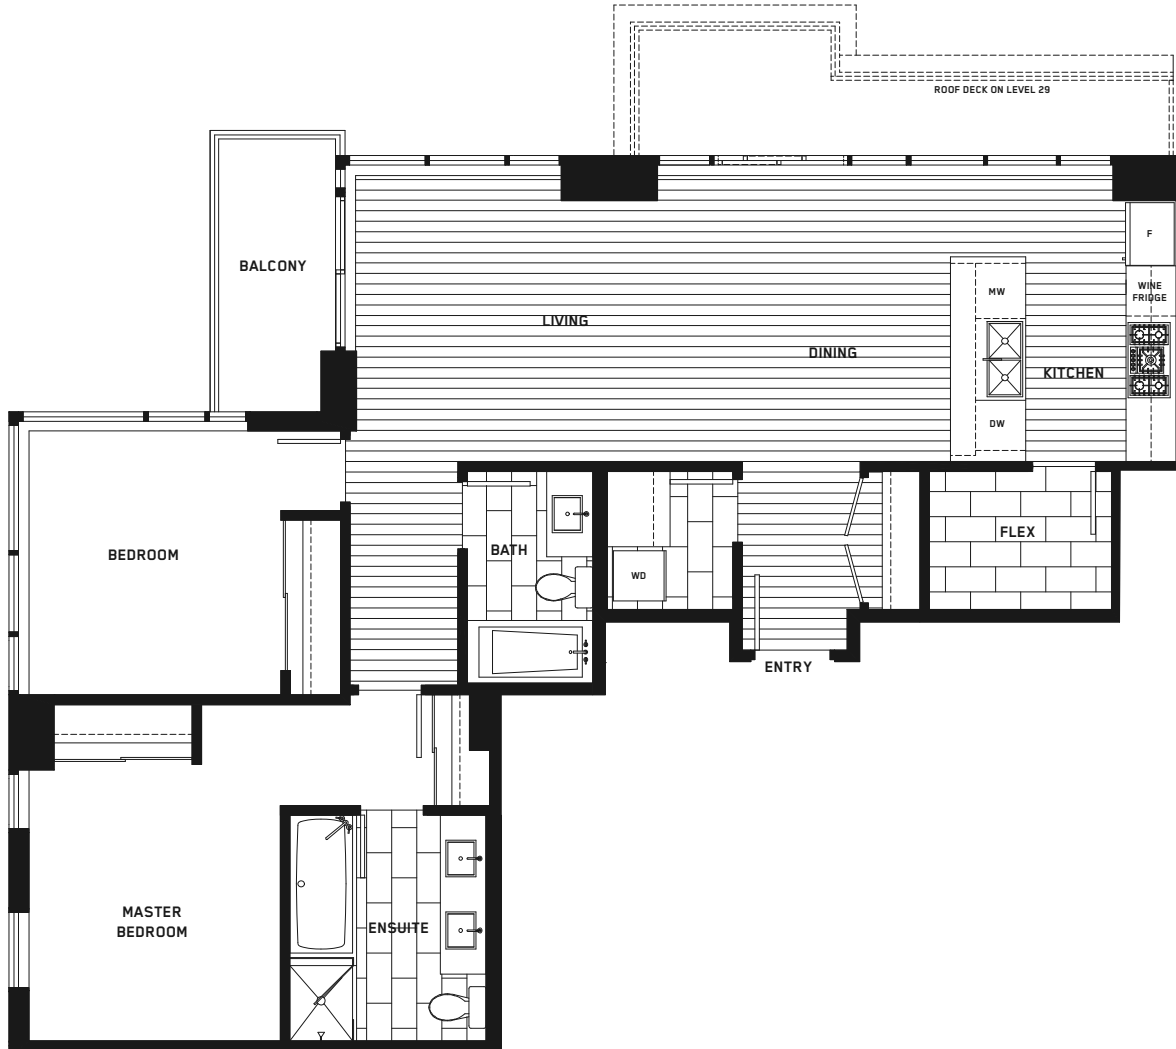 ROOF DECK ON LEVEL 29
F
BALCONY
MW
WINE
FRIDGE
LIVING
DINING
KITCHEN
DW
FLEX
BATH
BEDROOM
WD
ENTRY
MASTER
BEDROOM
ENSUITE